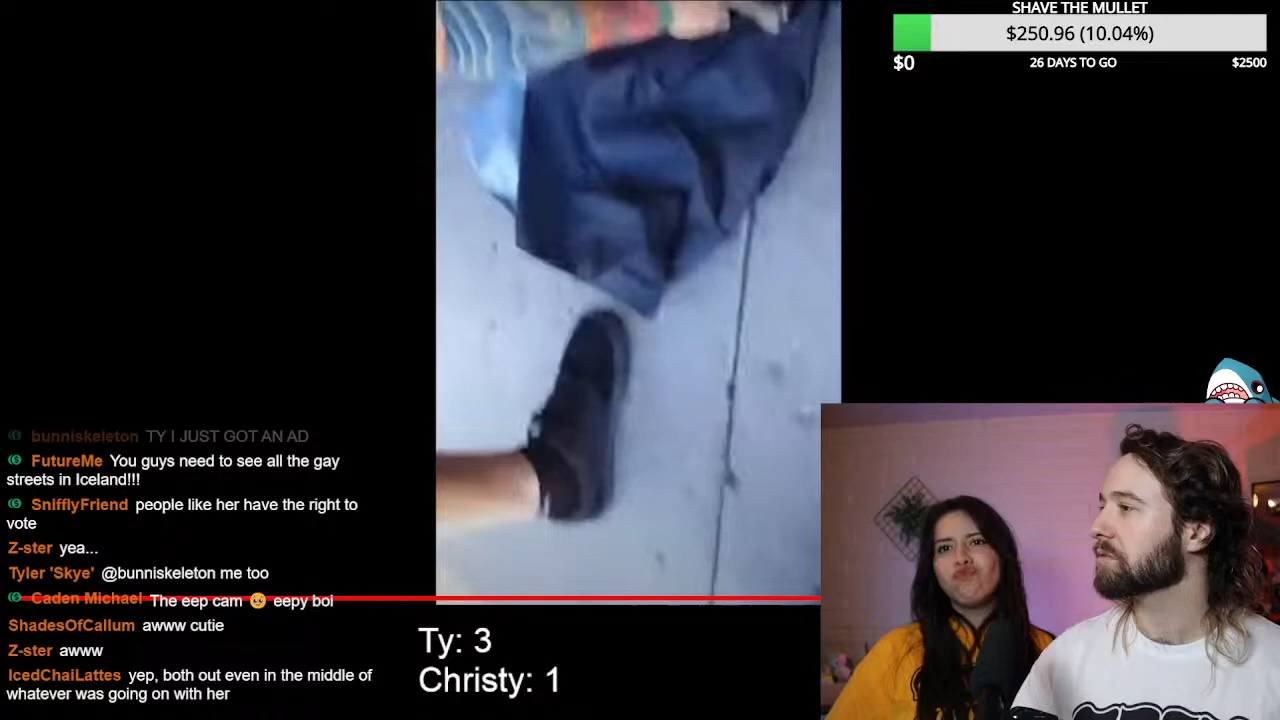 SHAVE THE MULLET
$250.96 (10.04%)
$0 26 DAYS TO GO $2500
bunniskeleton TY I JUST GOT AN AD
FutureMe You guys need to see all the gay
streets in Iceland!!!
SnifflyFriend people like her have the right to
vote
Z-ster yea...
Tyler 'Skye' @bunniskeleton me too
Caden Michael The eep cam 🥺 eepy boi
ShadesOfCallum awww cutie
Z-ster awww
IcedChaiLattes yep, both out even in the middle of
whatever was going on with her
Ty: 3
Christy: 1